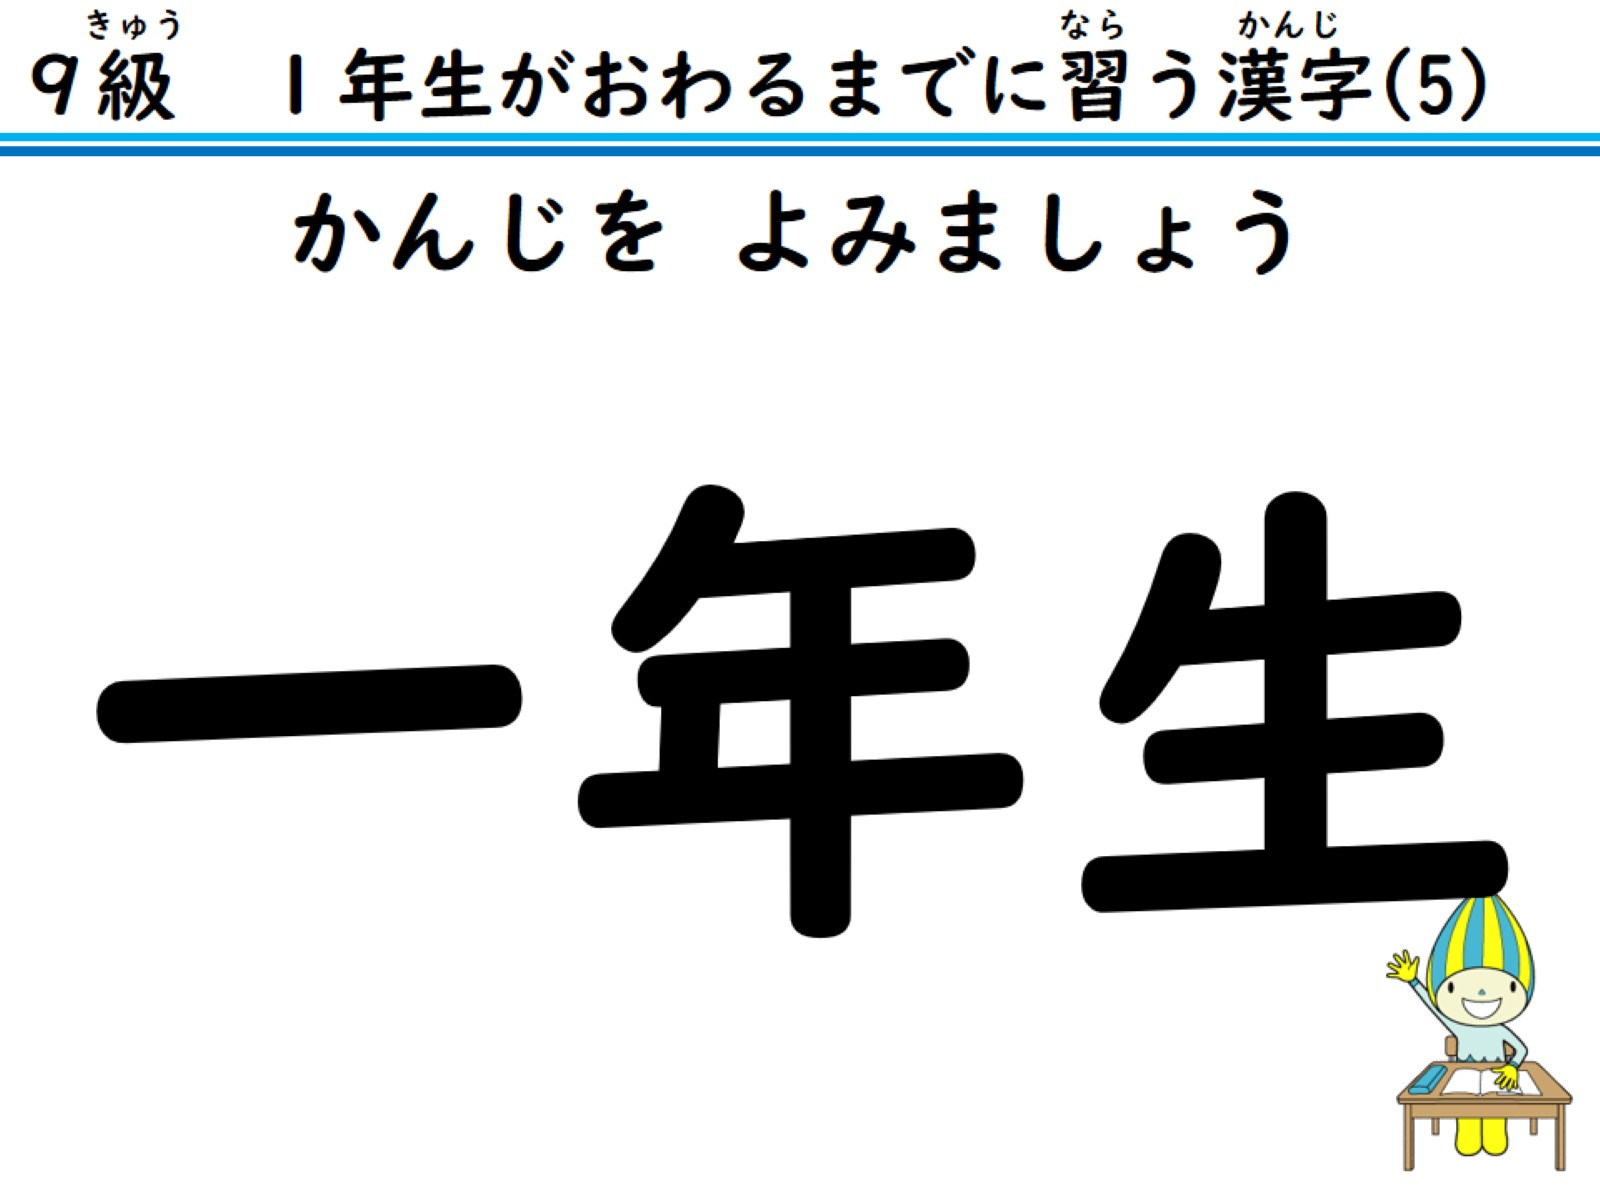 きゅう なら かんじ
9級 1年生がおわるまでに習う漢字(5)
かんじを よみましょう
一年生